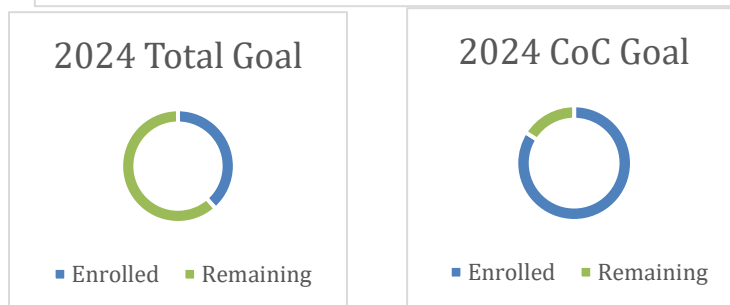 2024 Total Goal
Enrolled Remaining
2024 CoC Goal
Enrolled Remaining